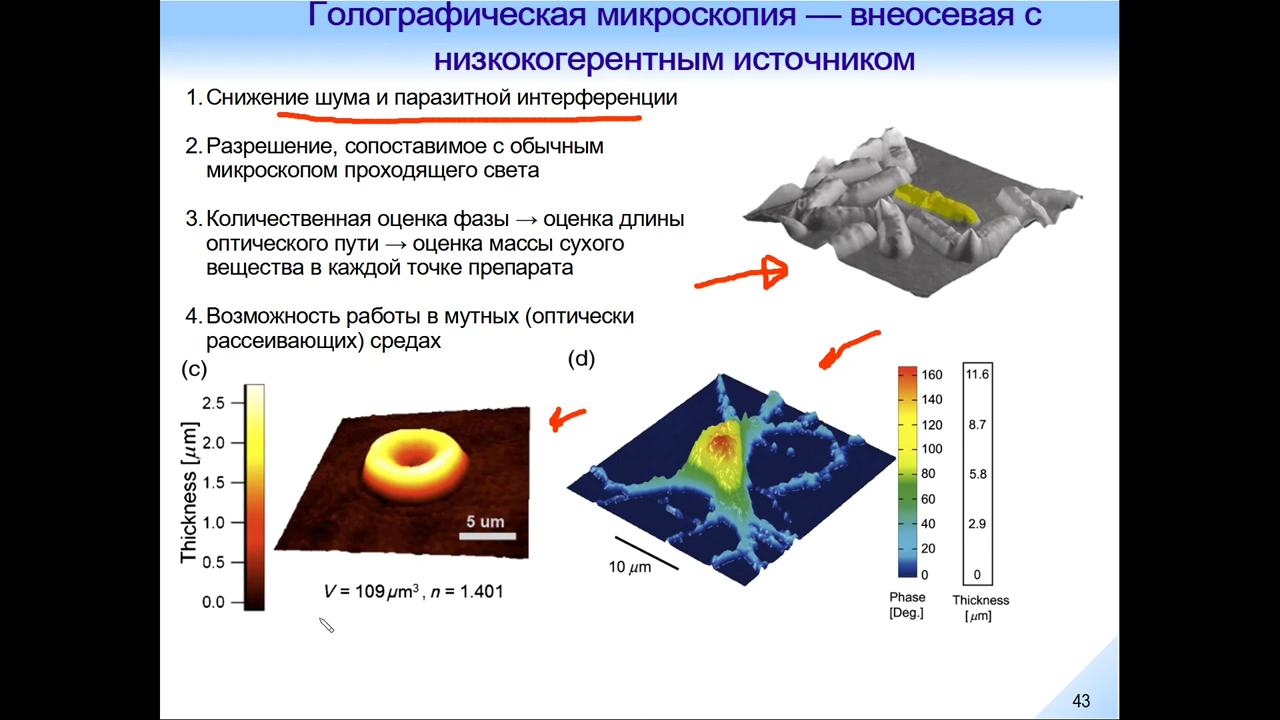 Голографическая микроскопия — внеосевая с
низкокогерентным источником
1. Снижение шума и паразитной интерференции
2. Разрешение, сопоставимое с обычным
микроскопом проходящего света
3. Количественная оценка фазы → оценка длины
оптического пути → оценка массы сухого
вещества в каждой точке препарата
4. Возможность работы в мутных (оптически
рассеивающих) средах
(c)
Thickness [µm]
2.5
2.0
1.5
1.0
0.5
0.0
5 um
V = 109 µm³ , n = 1.401
(d)
10 µm
160
140
120
100
80
60
40
20
0
Phase
[Deg.]
11.6
8.7
5.8
2.9
0
Thickness
[µm]
43